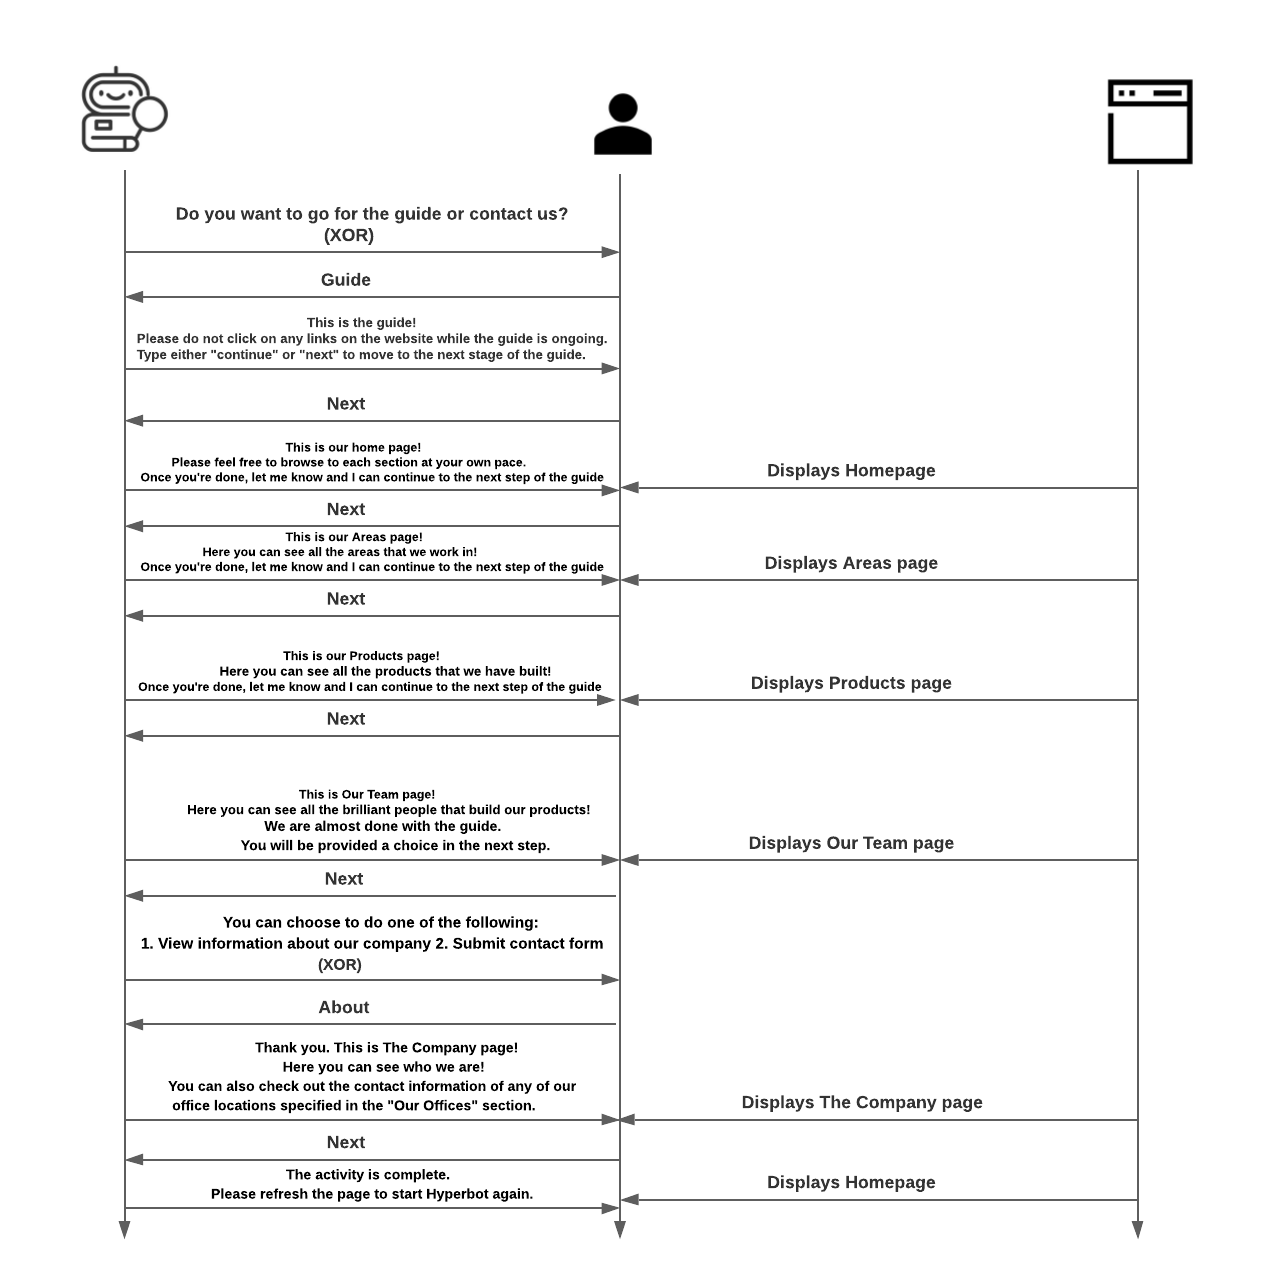 Do you want to go for the guide or contact us?
(XOR)
Guide
This is the guide!
Please do not click on any links on the website while the guide is ongoing.
Type either "continue" or "next" to move to the next stage of the guide.
Next
This is our home page!
Please feel free to browse to each section at your own pace.
Once you're done, let me know and I can continue to the next step of the guide
Displays Homepage
Next
This is our Areas page!
Here you can see all the areas that we work in!
Once you're done, let me know and I can continue to the next step of the guide
Displays Areas page
Next
This is our Products page!
Here you can see all the products that we have built!
Once you're done, let me know and I can continue to the next step of the guide
Displays Products page
Next
This is Our Team page!
Here you can see all the brilliant people that build our products!
We are almost done with the guide.
You will be provided a choice in the next step.
Displays Our Team page
Next
You can choose to do one of the following:
1. View information about our company 2. Submit contact form
(XOR)
About
Thank you. This is The Company page!
Here you can see who we are!
You can also check out the contact information of any of our
office locations specified in the "Our Offices" section.
Displays The Company page
Next
The activity is complete.
Please refresh the page to start Hyperbot again.
Displays Homepage